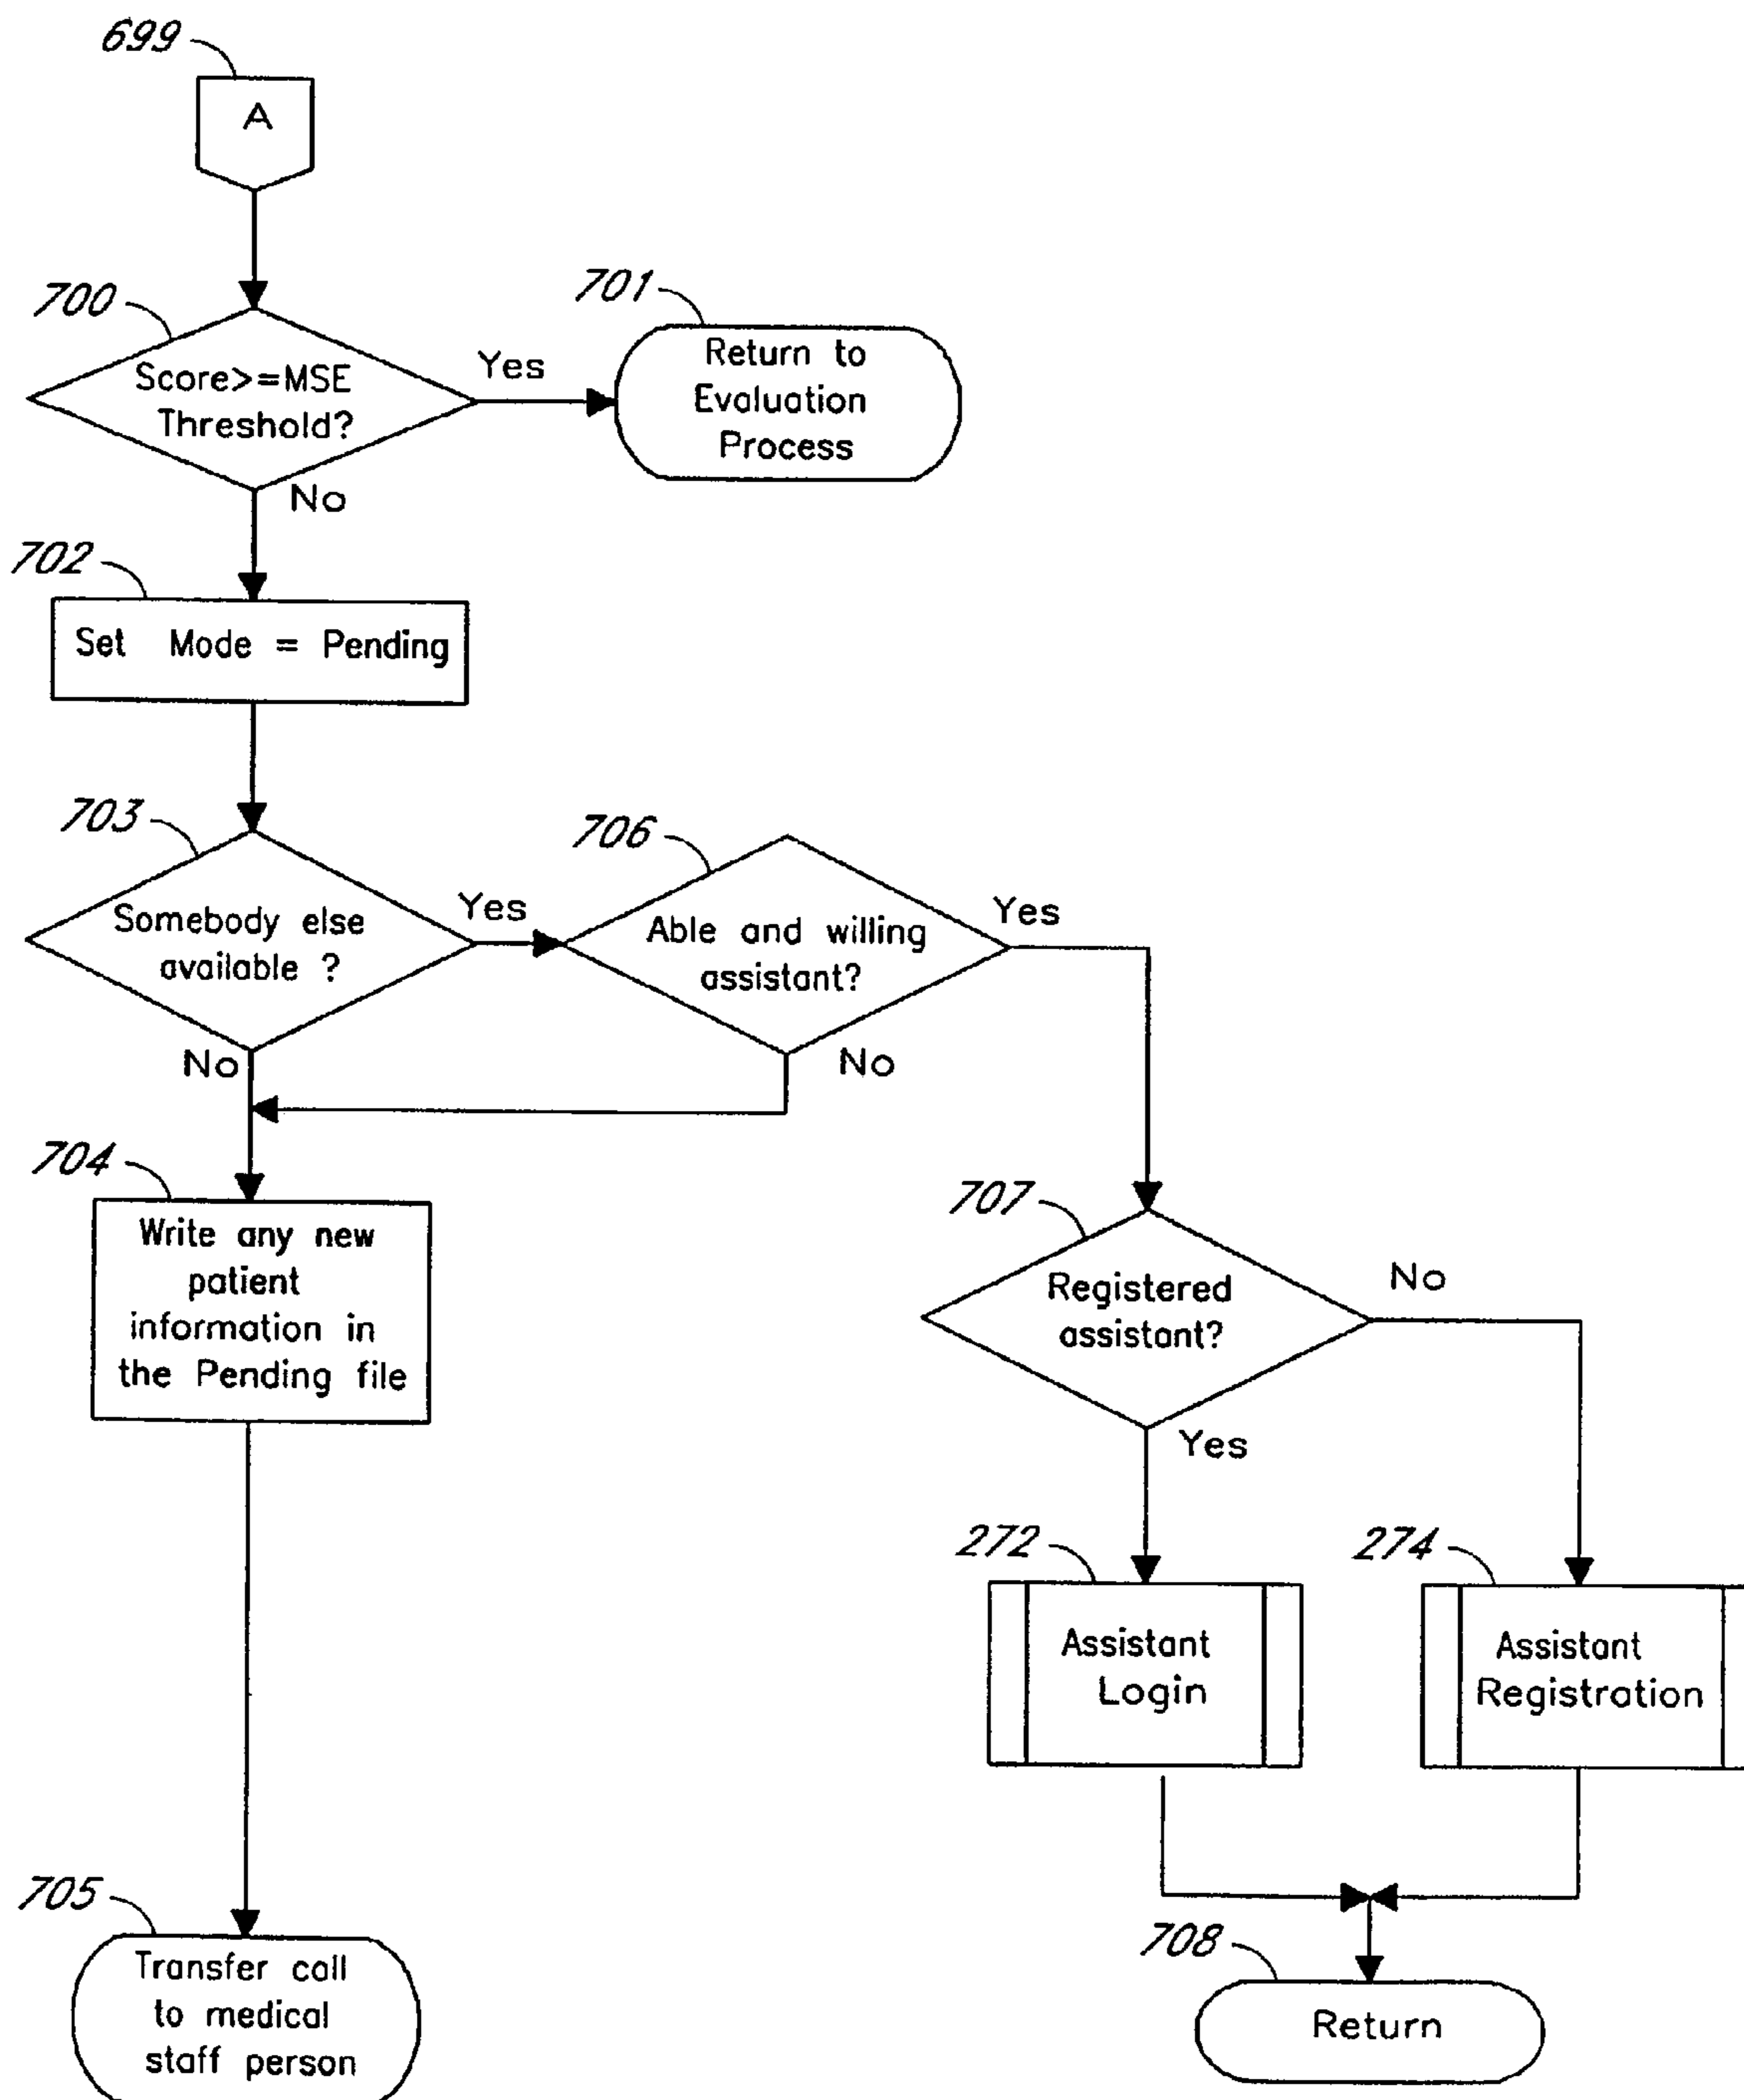 699
A
700
Score>=MSE
Threshold?
Yes
No
701
Return to
Evaluation
Process
702
Set Mode = Pending
703
Somebody else
available ?
Yes
No
706
Able and willing
assistant?
Yes
No
704
Write any new
patient
information in
the Pending file
707
Registered
assistant?
No
Yes
272
Assistant
Login
274
Assistant
Registration
705
Transfer call
to medical
staff person
708
Return